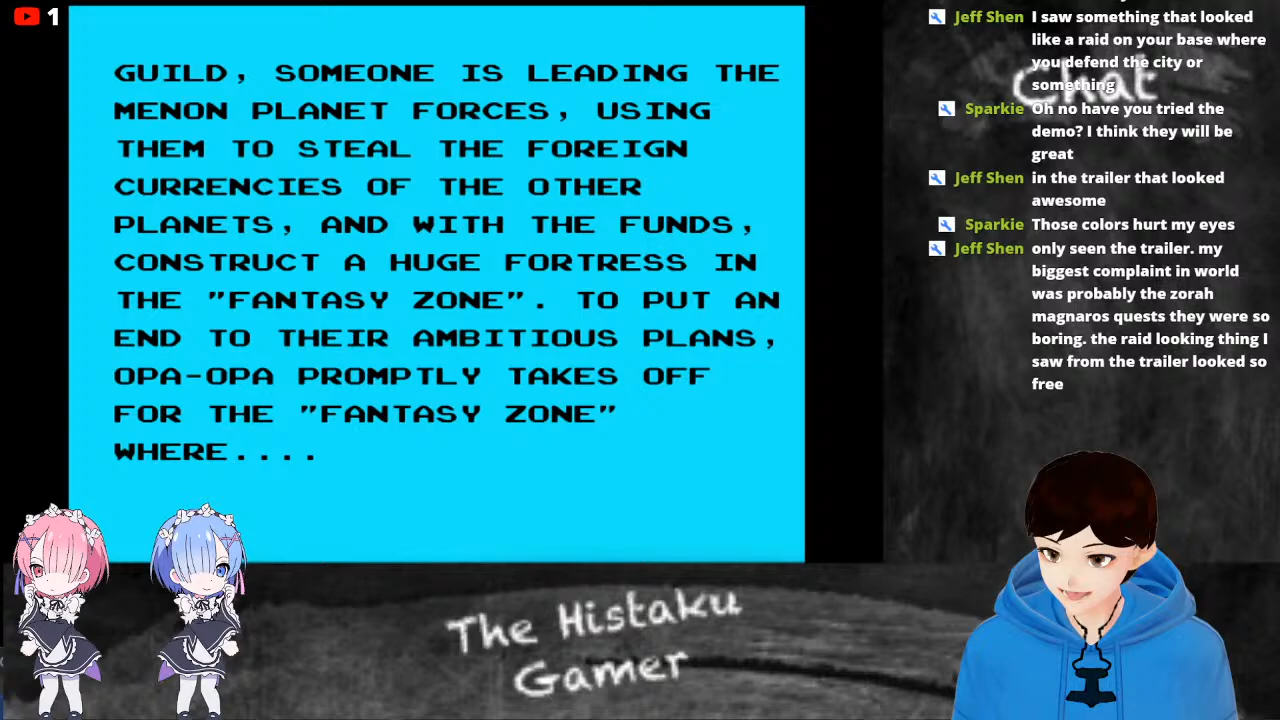 1
GUILD, SOMEONE IS LEADING THE
MENON PLANET FORCES, USING
THEM TO STEAL THE FOREIGN
CURRENCIES OF THE OTHER
PLANETS, AND WITH THE FUNDS,
CONSTRUCT A HUGE FORTRESS IN
THE "FANTASY ZONE". TO PUT AN
END TO THEIR AMBITIOUS PLANS,
OPA-OPA PROMPTLY TAKES OFF
FOR THE "FANTASY ZONE"
WHERE....
The Histaku
Gamer
Chat
Jeff Shen I saw something that looked
like a raid on your base where
you defend the city or
something
Sparkie Oh no have you tried the
demo? I think they will be
great
Jeff Shen in the trailer that looked
awesome
Sparkie Those colors hurt my eyes
Jeff Shen only seen the trailer. my
biggest complaint in world
was probably the zorah
magnaros quests they were so
boring. the raid looking thing I
saw from the trailer looked so
free